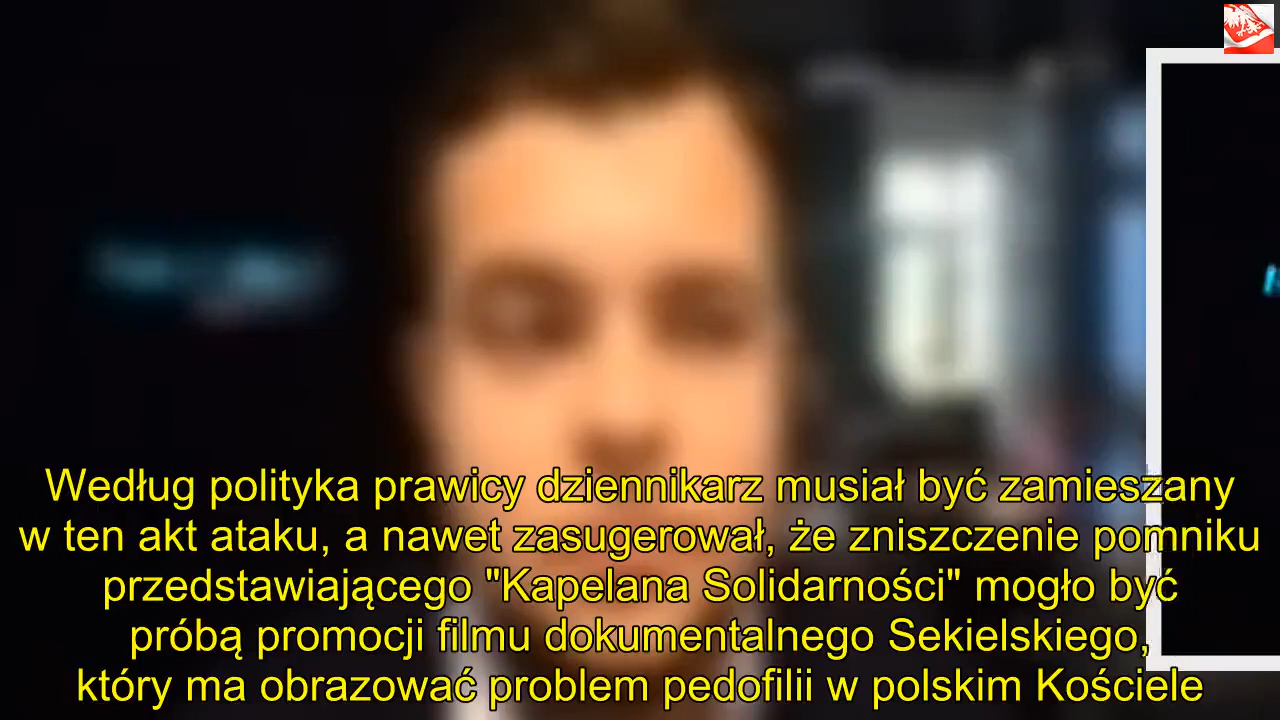 Według polityka prawicy dziennikarz musiał być zamieszany
w ten akt ataku, a nawet zasugerował, że zniszczenie pomniku
przedstawiającego "Kapelana Solidarności" mogło być
próbą promocji filmu dokumentalnego Sekielskiego,
który ma obrazować problem pedofilii w polskim Kościele